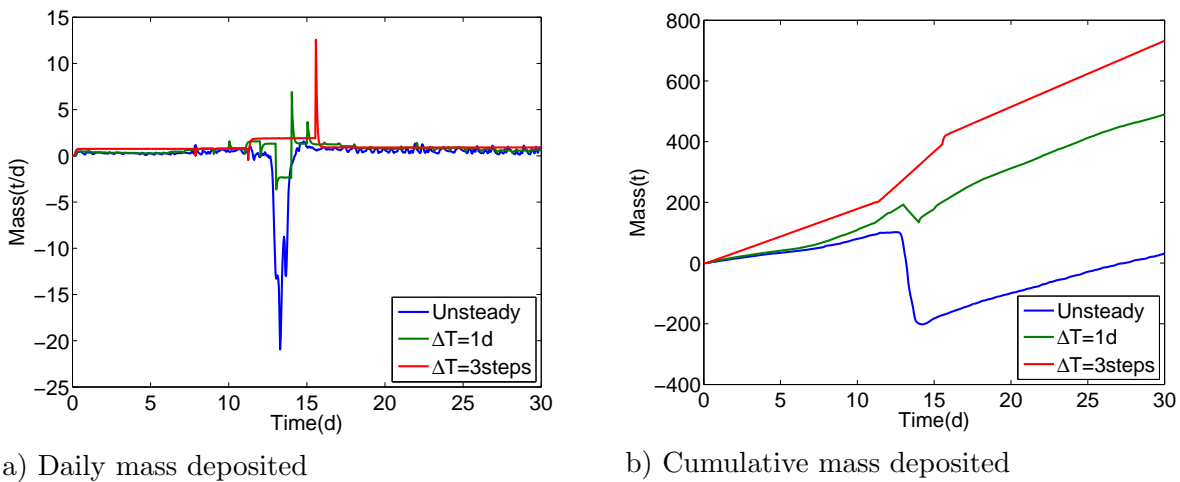 15
10
5
0
−5
−10
−15
−20
−25
Mass(t/d)
0 5 10 15 20 25 30
Time(d)
Unsteady
ΔT=1d
ΔT=3steps
a) Daily mass deposited
800
600
400
200
0
−200
−400
Mass(t)
0 5 10 15 20 25 30
Time(d)
Unsteady
ΔT=1d
ΔT=3steps
b) Cumulative mass deposited